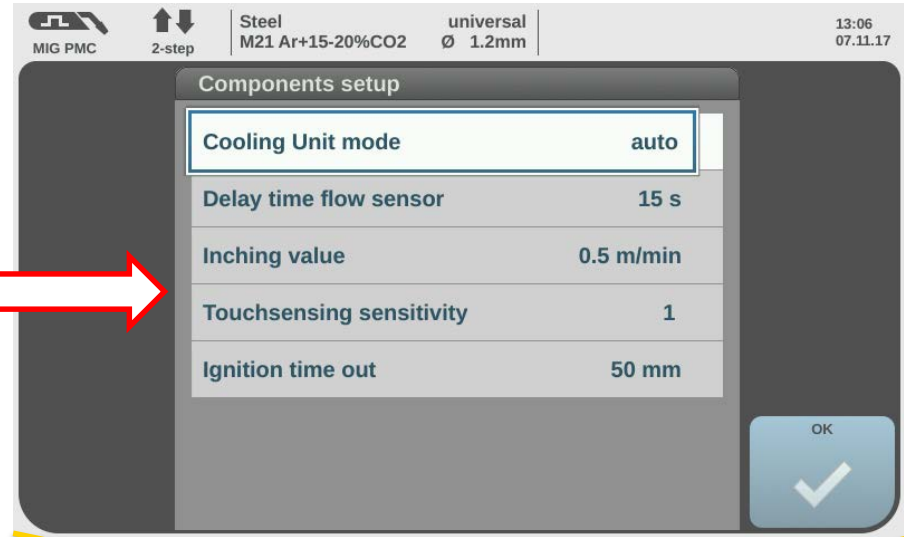 MIG PMC
2-step
Steel universal
M21 Ar+15-20%CO2 Ø 1.2mm
13:06
07.11.17
Components setup
Cooling Unit mode auto
Delay time flow sensor 15 s
Inching value 0.5 m/min
Touchsensing sensitivity 1
Ignition time out 50 mm
OK